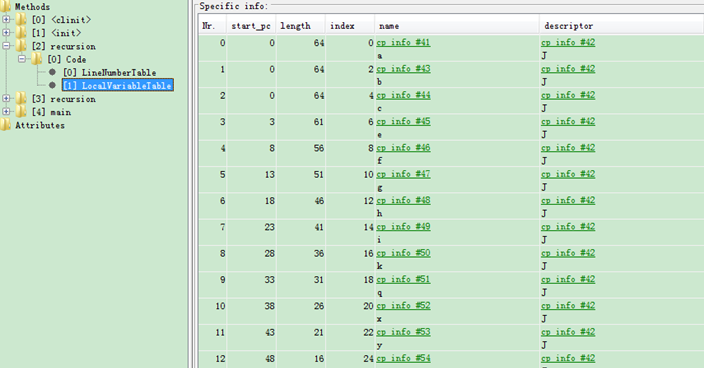 Methods
[0] <clinit>
[1] <init>
[2] recursion
[0] Code
[0] LineNumberTable
[1] LocalVariableTable
[3] recursion
[4] main
Attributes
Specific info:
Nr. start_pc length index name descriptor
0 0 64 0 cp info #41 cp info #42
a J
1 0 64 2 cp info #43 cp info #42
b J
2 0 64 4 cp info #44 cp info #42
c J
3 3 61 6 cp info #45 cp info #42
e J
4 8 56 8 cp info #46 cp info #42
f J
5 13 51 10 cp info #47 cp info #42
g J
6 18 46 12 cp info #48 cp info #42
h J
7 23 41 14 cp info #49 cp info #42
i J
8 28 36 16 cp info #50 cp info #42
k J
9 33 31 18 cp info #51 cp info #42
q J
10 38 26 20 cp info #52 cp info #42
x J
11 43 21 22 cp info #53 cp info #42
y J
12 48 16 24 cp info #54 cp info #42